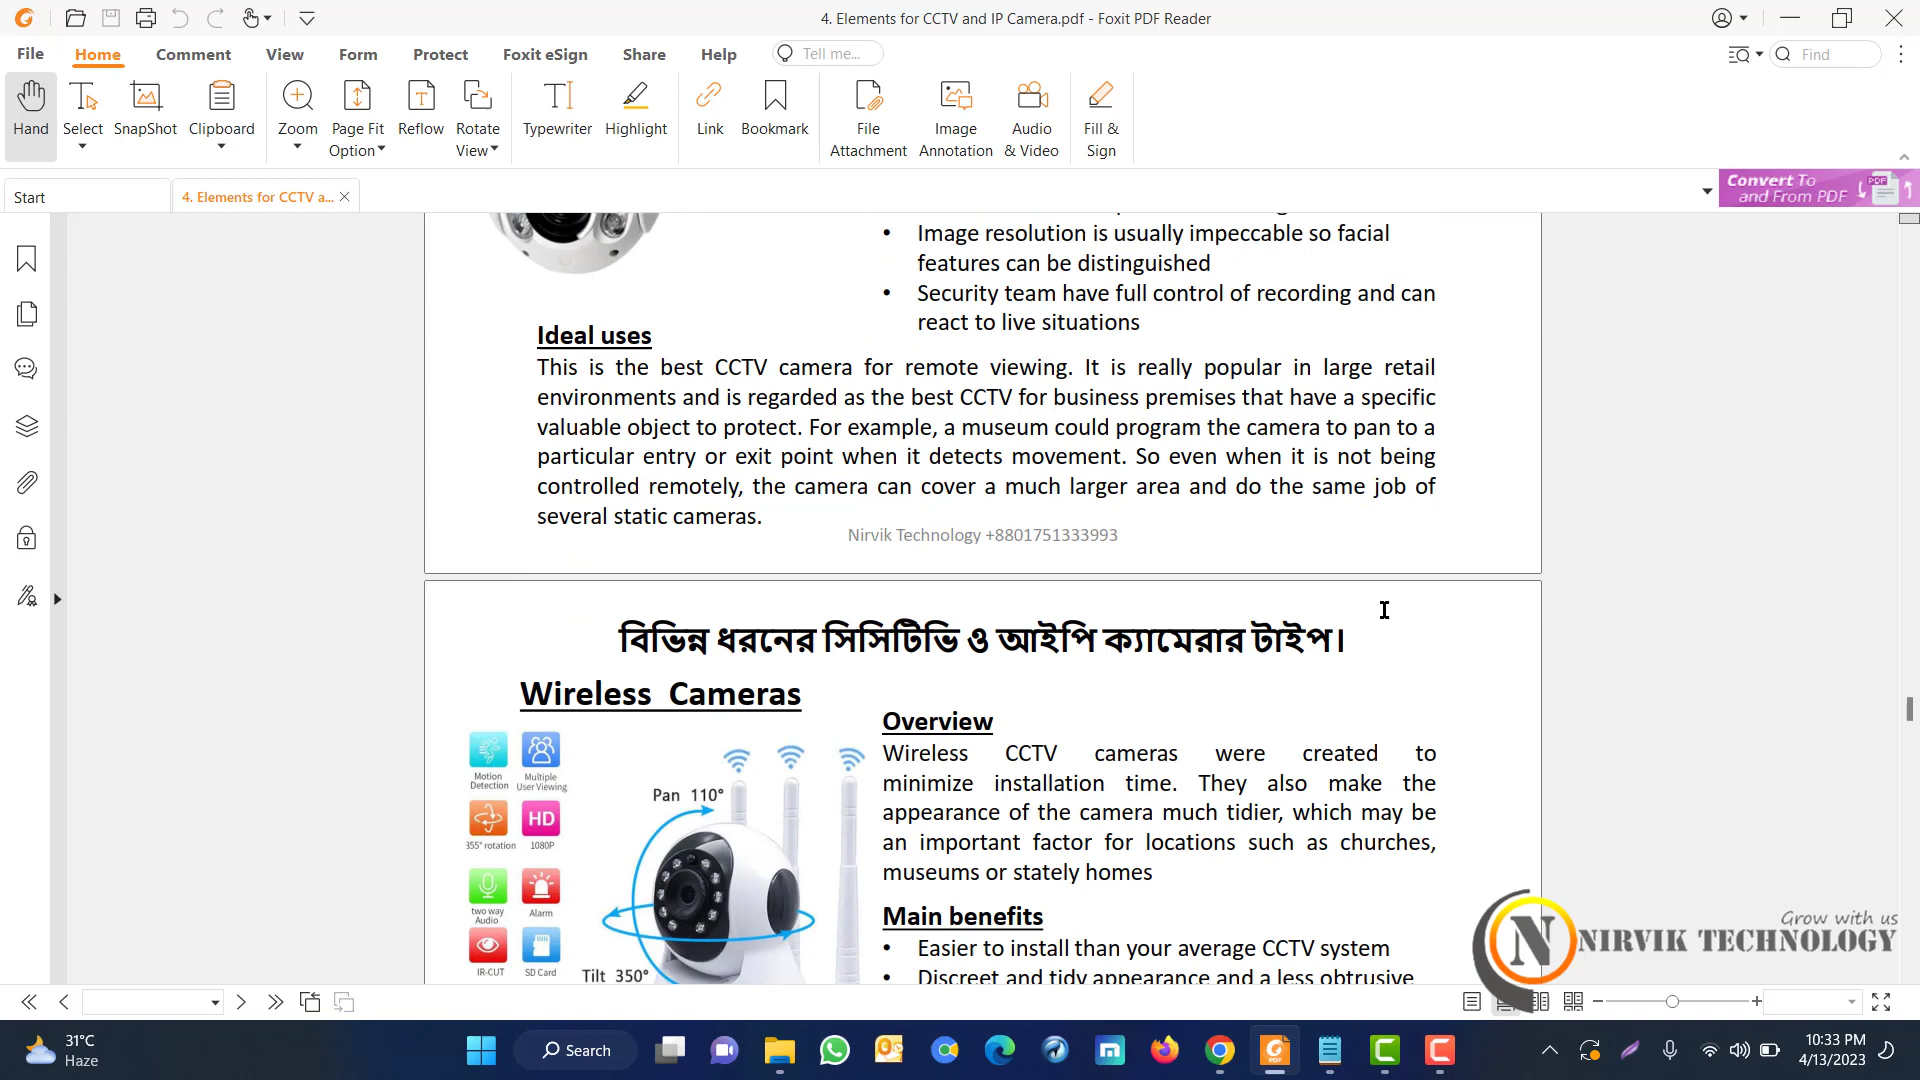 4. Elements for CCTV and IP Camera.pdf - Foxit PDF Reader
File
Home
Comment
View
Form
Protect
Foxit eSign
Share
Help
Tell me...
Find
Hand
Select
SnapShot
Clipboard
Zoom
Page Fit
Option
Reflow
Rotate
View
Typewriter
Highlight
Link
Bookmark
File
Attachment
Image
Annotation
Audio
& Video
Fill &
Sign
Start
4. Elements for CCTV a...
Convert To
and From PDF
PDF
• Image resolution is usually impeccable so facial
features can be distinguished
• Security team have full control of recording and can
react to live situations
Ideal uses
This is the best CCTV camera for remote viewing. It is really popular in large retail
environments and is regarded as the best CCTV for business premises that have a specific
valuable object to protect. For example, a museum could program the camera to pan to a
particular entry or exit point when it detects movement. So even when it is not being
controlled remotely, the camera can cover a much larger area and do the same job of
several static cameras.
Nirvik Technology +8801751333993
বিভিন্ন ধরনের সিসিটিভি ও আইপি ক্যামেরার টাইপ।
Wireless Cameras
Motion
Detection
Multiple
User Viewing
355° rotation
HD
1080P
two way
Audio
Alarm
IR-CUT
SD Card
Pan 110°
Tilt 350°
Overview
Wireless CCTV cameras were created to
minimize installation time. They also make the
appearance of the camera much tidier, which may be
an important factor for locations such as churches,
museums or stately homes
Main benefits
• Easier to install than your average CCTV system
• Discreet and tidy appearance and a less obtrusive
Grow with us
N
NIRVIK TECHNOLOGY
31°C
Haze
Search
10:33 PM
4/13/2023